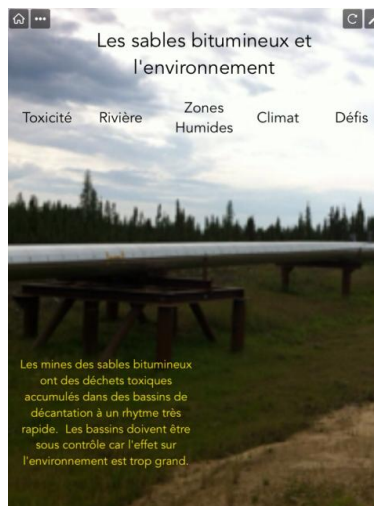 Les sables bitumineux et
l'environnement
Toxicité Rivière Zones Humides Climat Défis
Les mines des sables bitumineux
ont des déchets toxiques
accumulés dans des bassins de
décantation à un rhytme très
rapide. Les bassins doivent être
sous contrôle car l'effet sur
l'environnement est trop grand.